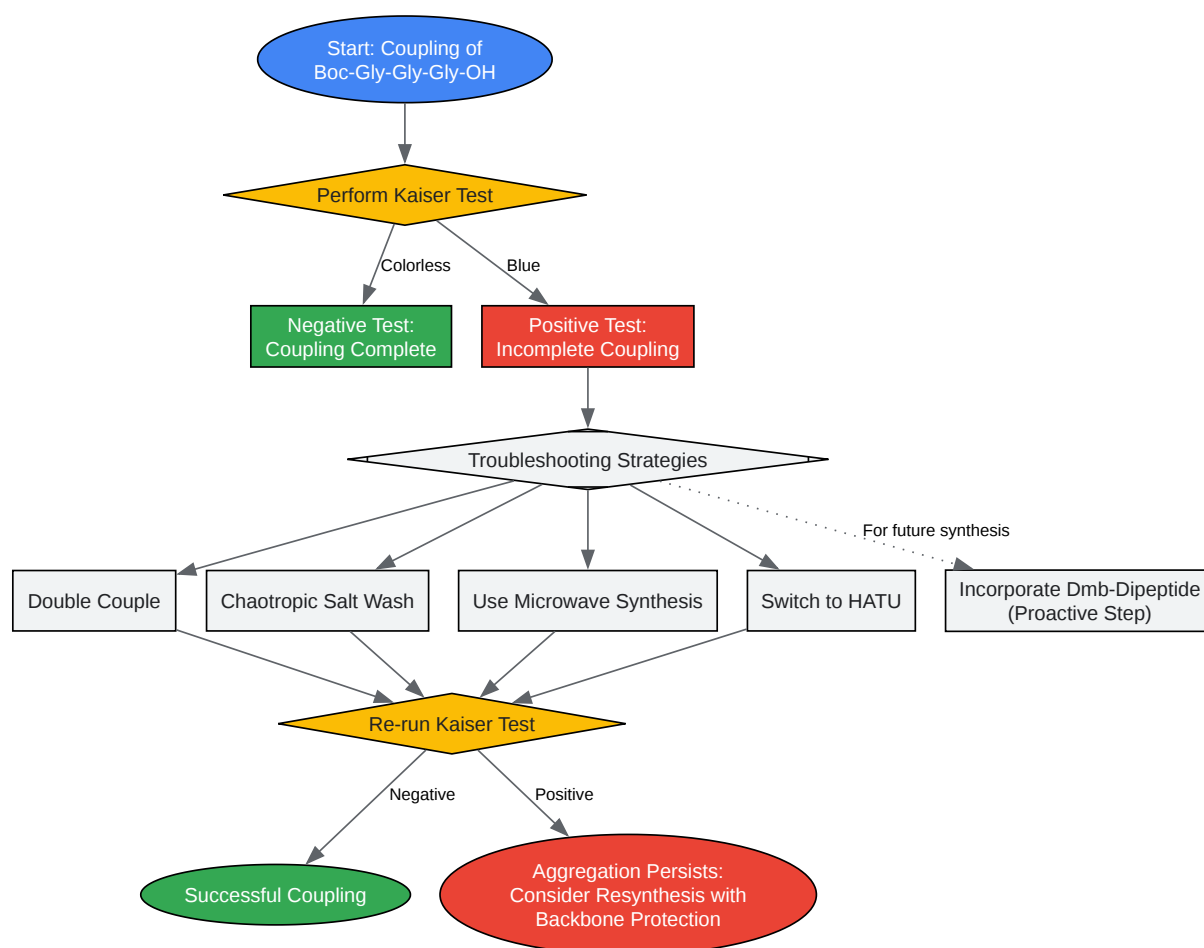 Start: Coupling of
Boc-Gly-Gly-Gly-OH
Perform Kaiser Test
Colorless
Blue
Negative Test:
Coupling Complete
Positive Test:
Incomplete Coupling
Troubleshooting Strategies
For future synthesis
Double Couple
Chaotropic Salt Wash
Use Microwave Synthesis
Switch to HATU
Incorporate Dmb-Dipeptide
(Proactive Step)
Re-run Kaiser Test
Negative
Positive
Successful Coupling
Aggregation Persists:
Consider Resynthesis with
Backbone Protection